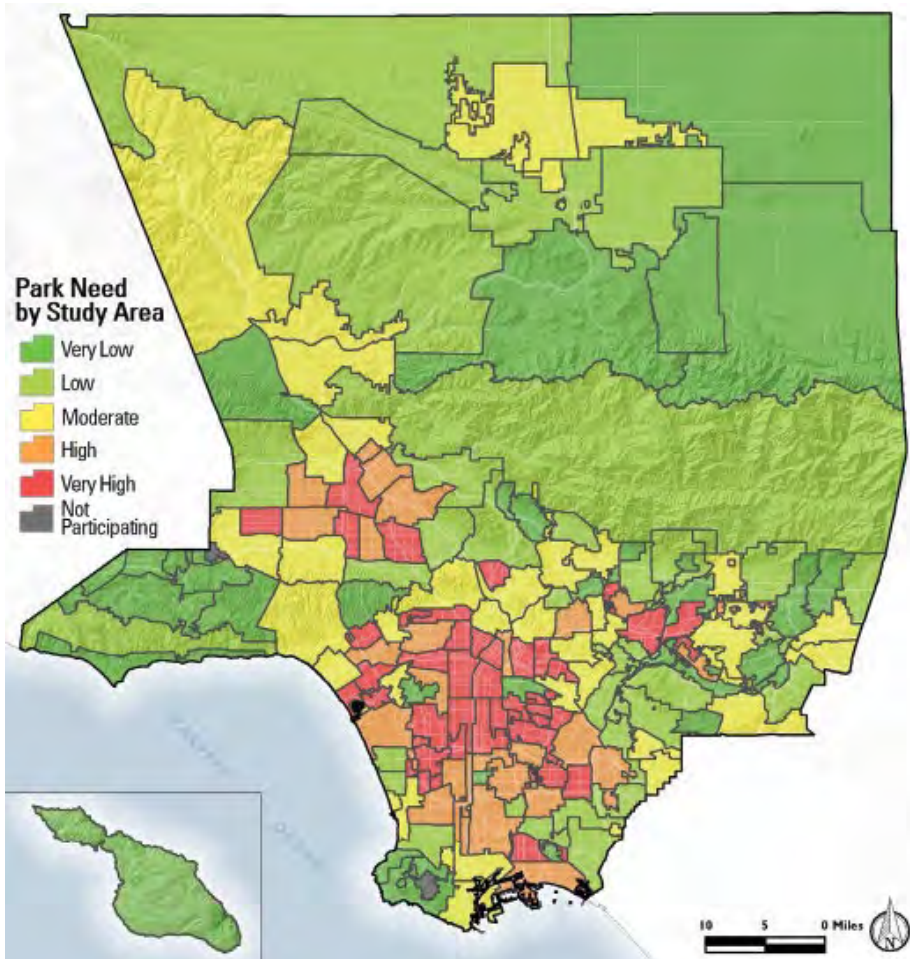 Park Need
by Study Area
Very Low
Low
Moderate
High
Very High
Not
Participating
10 5 0 Miles
N